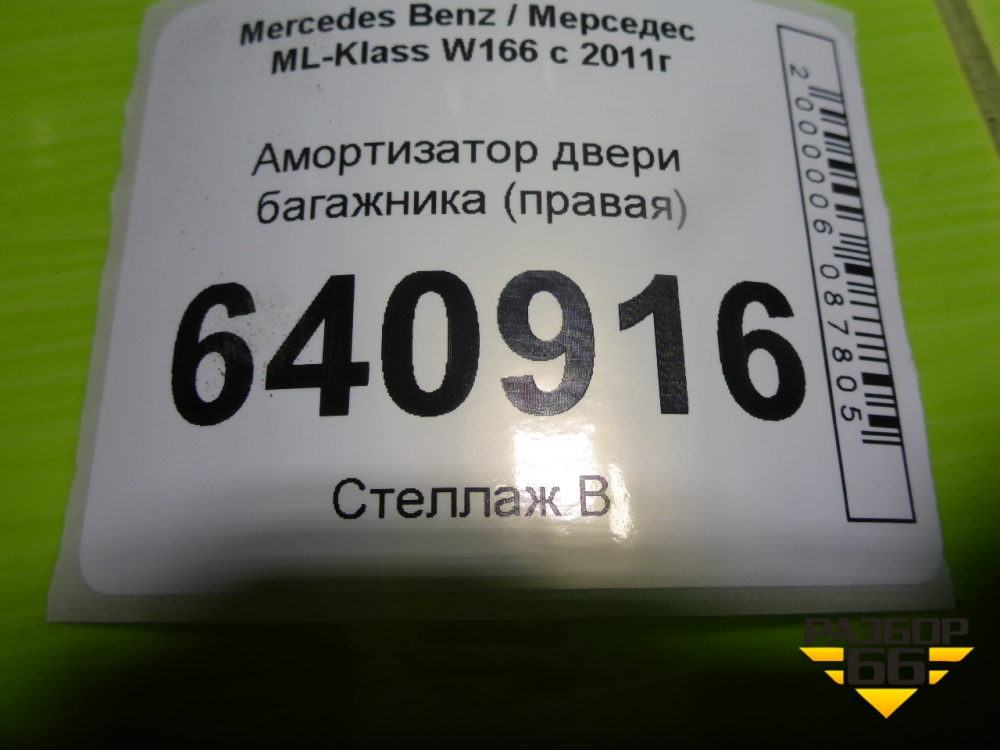 Mercedes Benz / Мерседес
ML-Klass W166 с 2011г
Амортизатор двери
багажника (правая)
640916
Стеллаж В
2000006087805
РАЗБОР
66